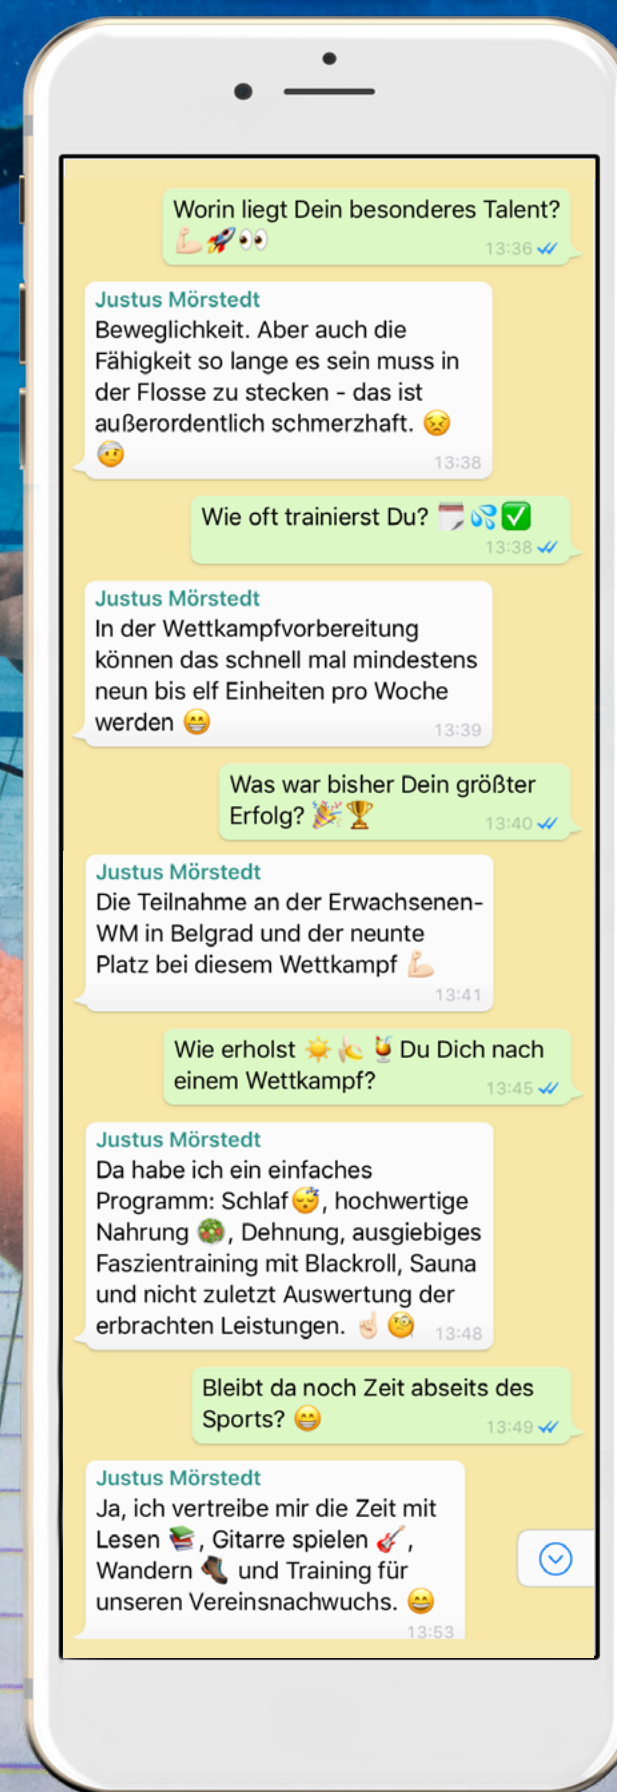 Worin liegt Dein besonderes Talent?
💪🏻🚀👀 13:36
Justus Mörstedt
Beweglichkeit. Aber auch die
Fähigkeit so lange es sein muss in
der Flosse zu stecken - das ist
außerordentlich schmerzhaft. 😣
🤕 13:38
Wie oft trainierst Du? 🗓💦✅
13:38
Justus Mörstedt
In der Wettkampfvorbereitung
können das schnell mal mindestens
neun bis elf Einheiten pro Woche
werden 😁 13:39
Was war bisher Dein größter
Erfolg? 🎉🏆 13:40
Justus Mörstedt
Die Teilnahme an der Erwachsenen-
WM in Belgrad und der neunte
Platz bei diesem Wettkampf 💪🏻
13:41
Wie erholst ☀️🍌🍹 Du Dich nach
einem Wettkampf? 13:45
Justus Mörstedt
Da habe ich ein einfaches
Programm: Schlaf😴, hochwertige
Nahrung 🥗, Dehnung, ausgiebiges
Faszientraining mit Blackroll, Sauna
und nicht zuletzt Auswertung der
erbrachten Leistungen. ☝🏻🧐 13:48
Bleibt da noch Zeit abseits des
Sports? 😁 13:49
Justus Mörstedt
Ja, ich vertreibe mir die Zeit mit
Lesen 📚, Gitarre spielen 🎸,
Wandern 🥾 und Training für
unseren Vereinsnachwuchs. 😄
13:53